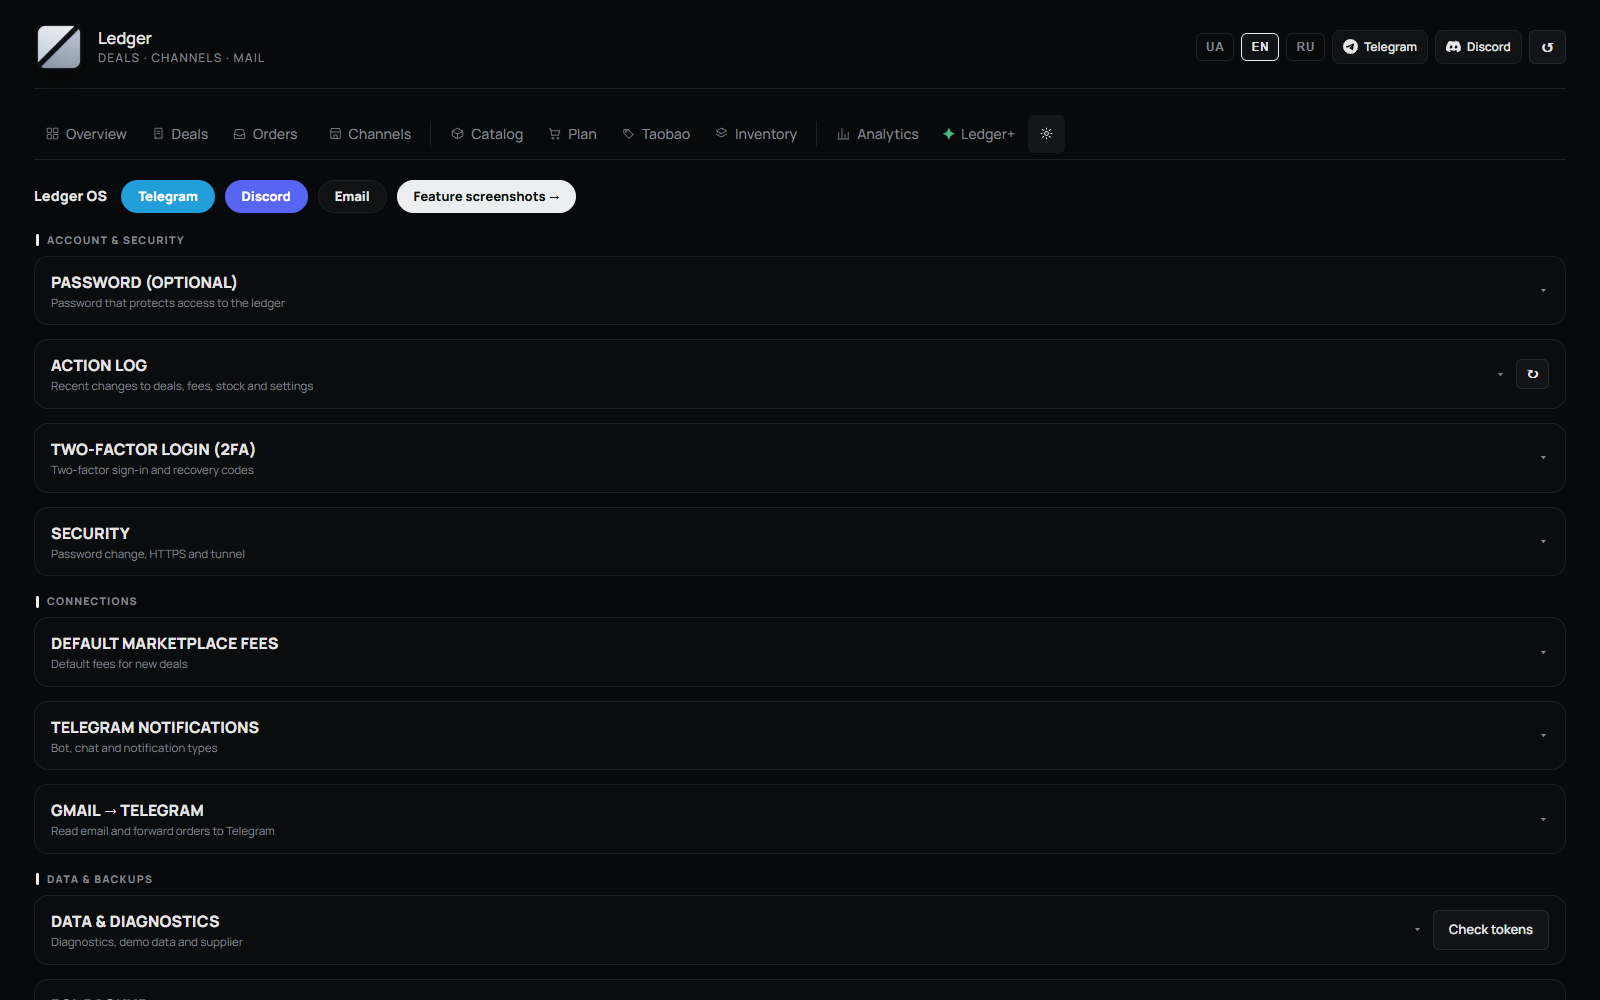 Ledger
DEALS · CHANNELS · MAIL
UA EN RU Telegram Discord
Overview Deals Orders Channels Catalog Plan Taobao Inventory Analytics Ledger+
Ledger OS Telegram Discord Email Feature screenshots →
ACCOUNT & SECURITY
PASSWORD (OPTIONAL)
Password that protects access to the ledger
ACTION LOG
Recent changes to deals, fees, stock and settings
TWO-FACTOR LOGIN (2FA)
Two-factor sign-in and recovery codes
SECURITY
Password change, HTTPS and tunnel
CONNECTIONS
DEFAULT MARKETPLACE FEES
Default fees for new deals
TELEGRAM NOTIFICATIONS
Bot, chat and notification types
GMAIL → TELEGRAM
Read email and forward orders to Telegram
DATA & BACKUPS
DATA & DIAGNOSTICS
Diagnostics, demo data and supplier
Check tokens